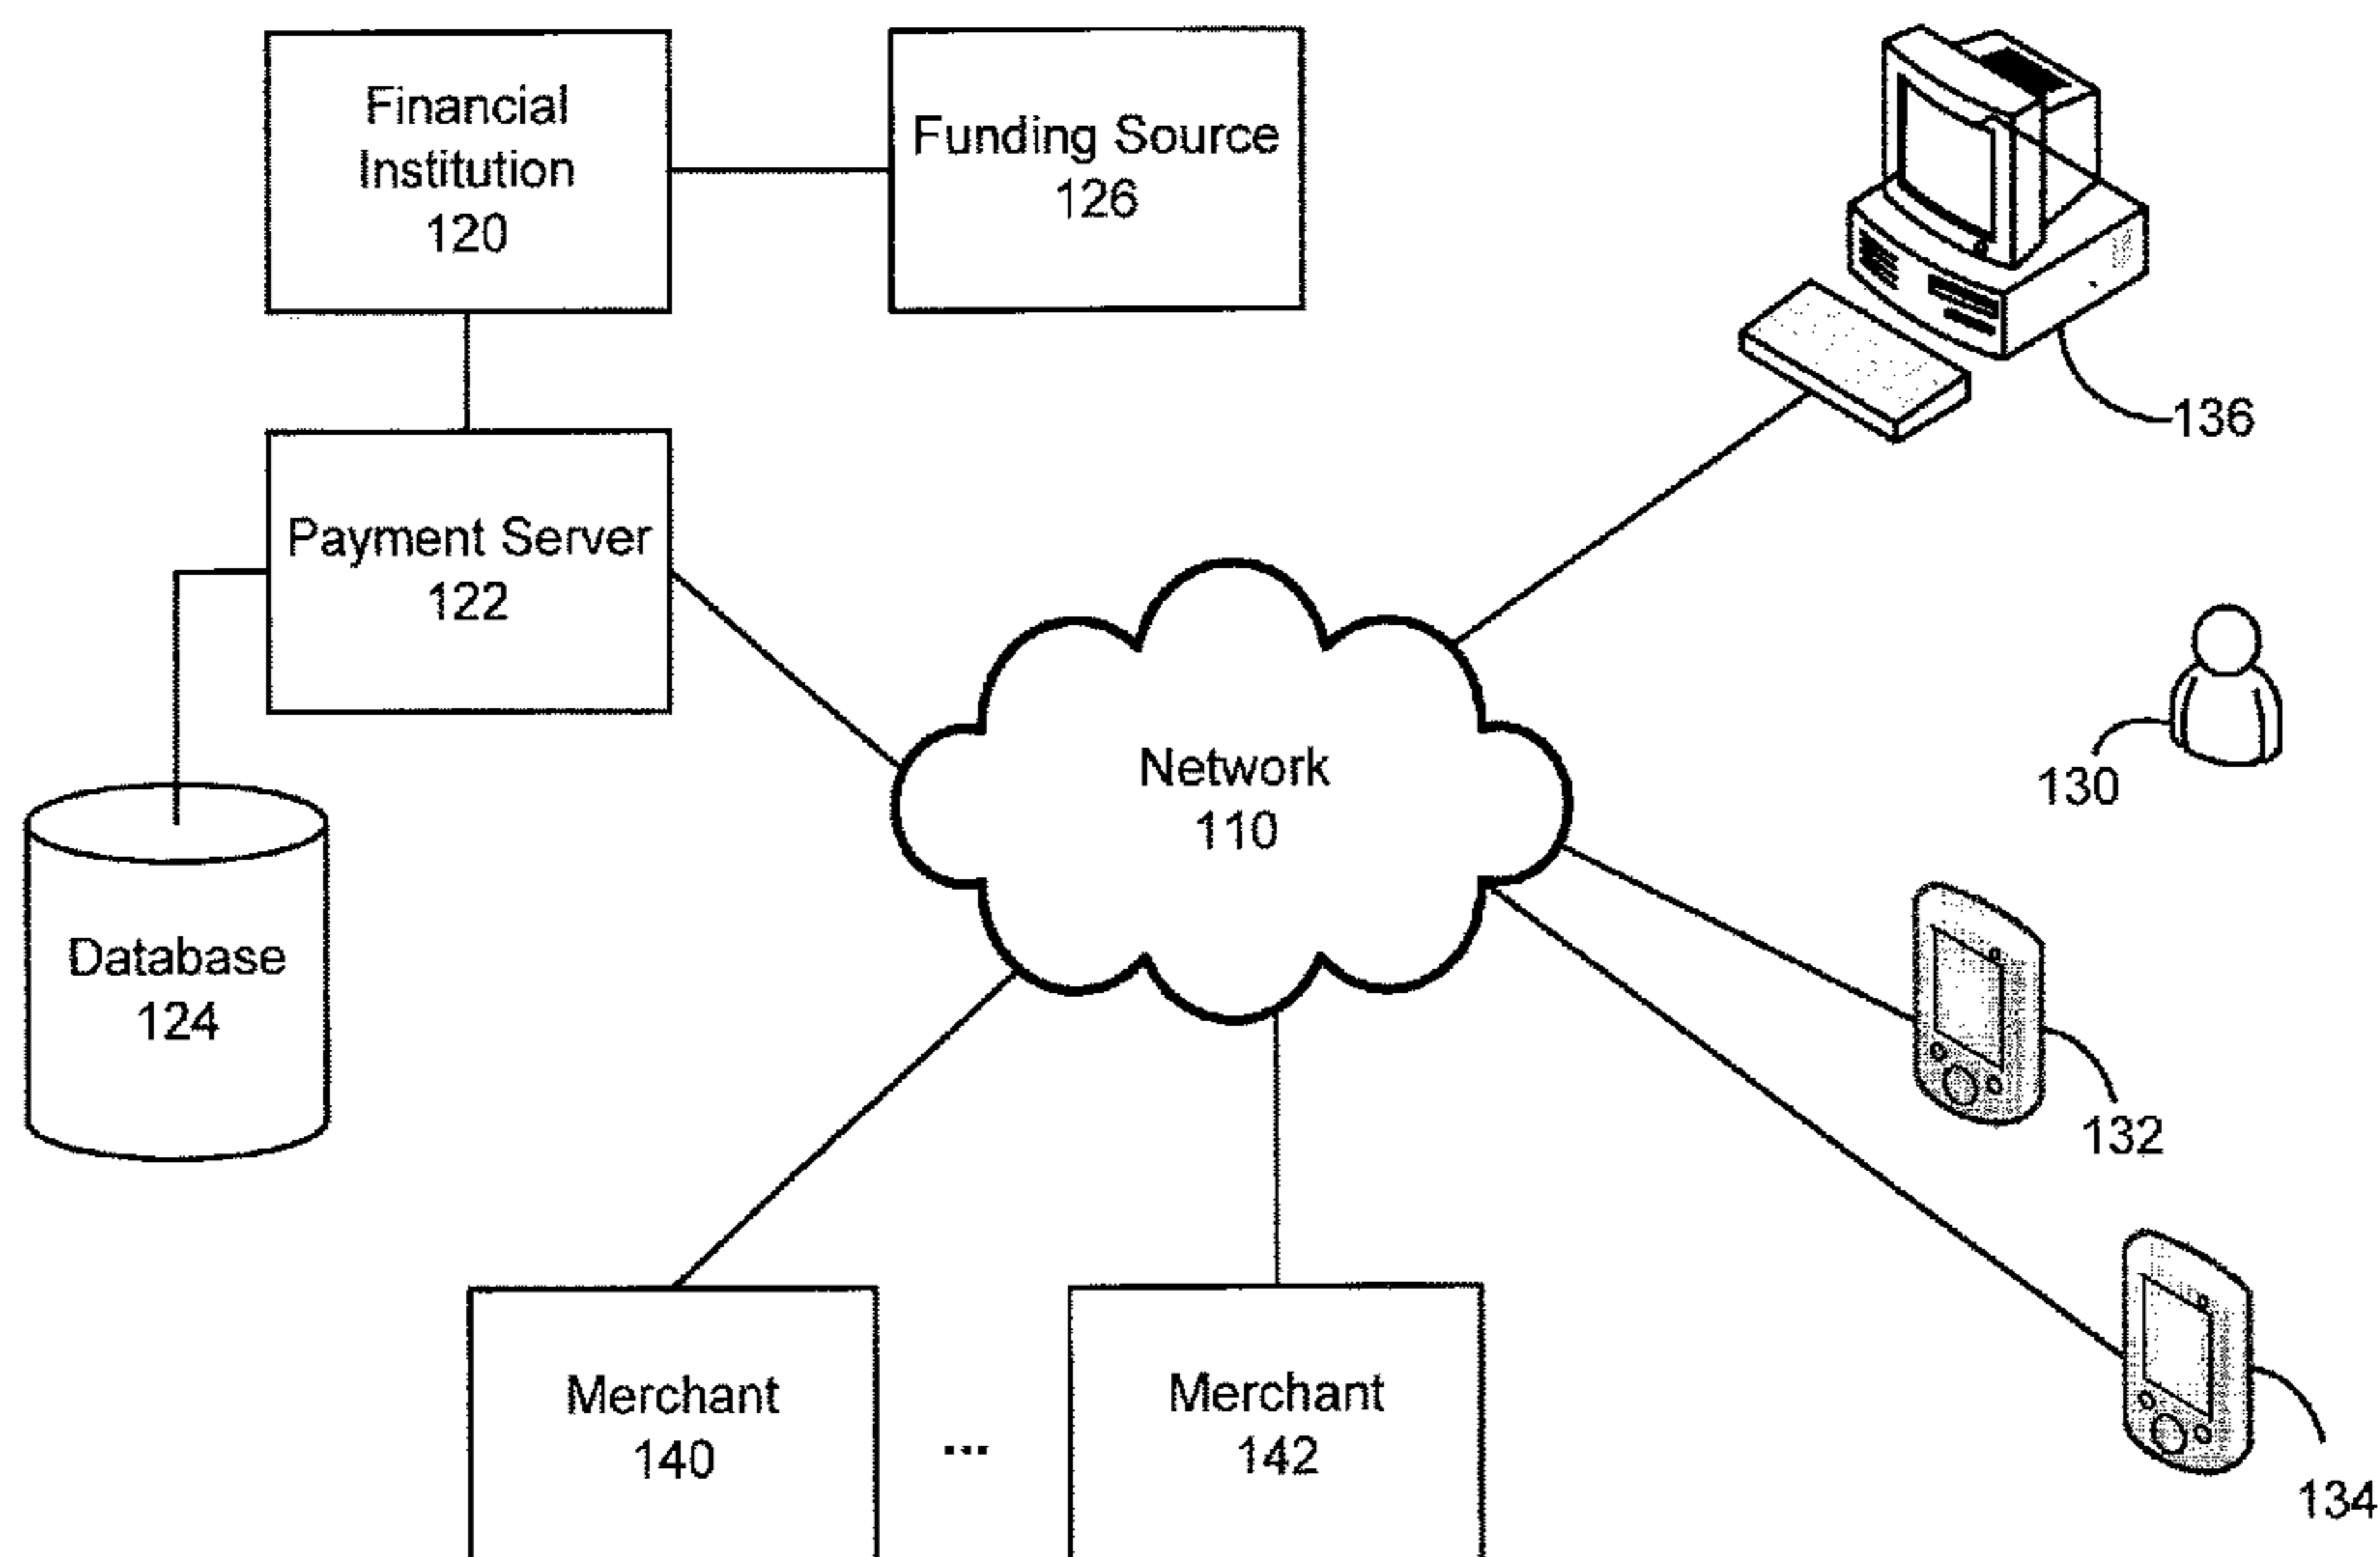 Financial
Institution
120
Funding Source
126
136
Payment Server
122
Network
110
130
Database
124
132
Merchant
140
...
Merchant
142
134